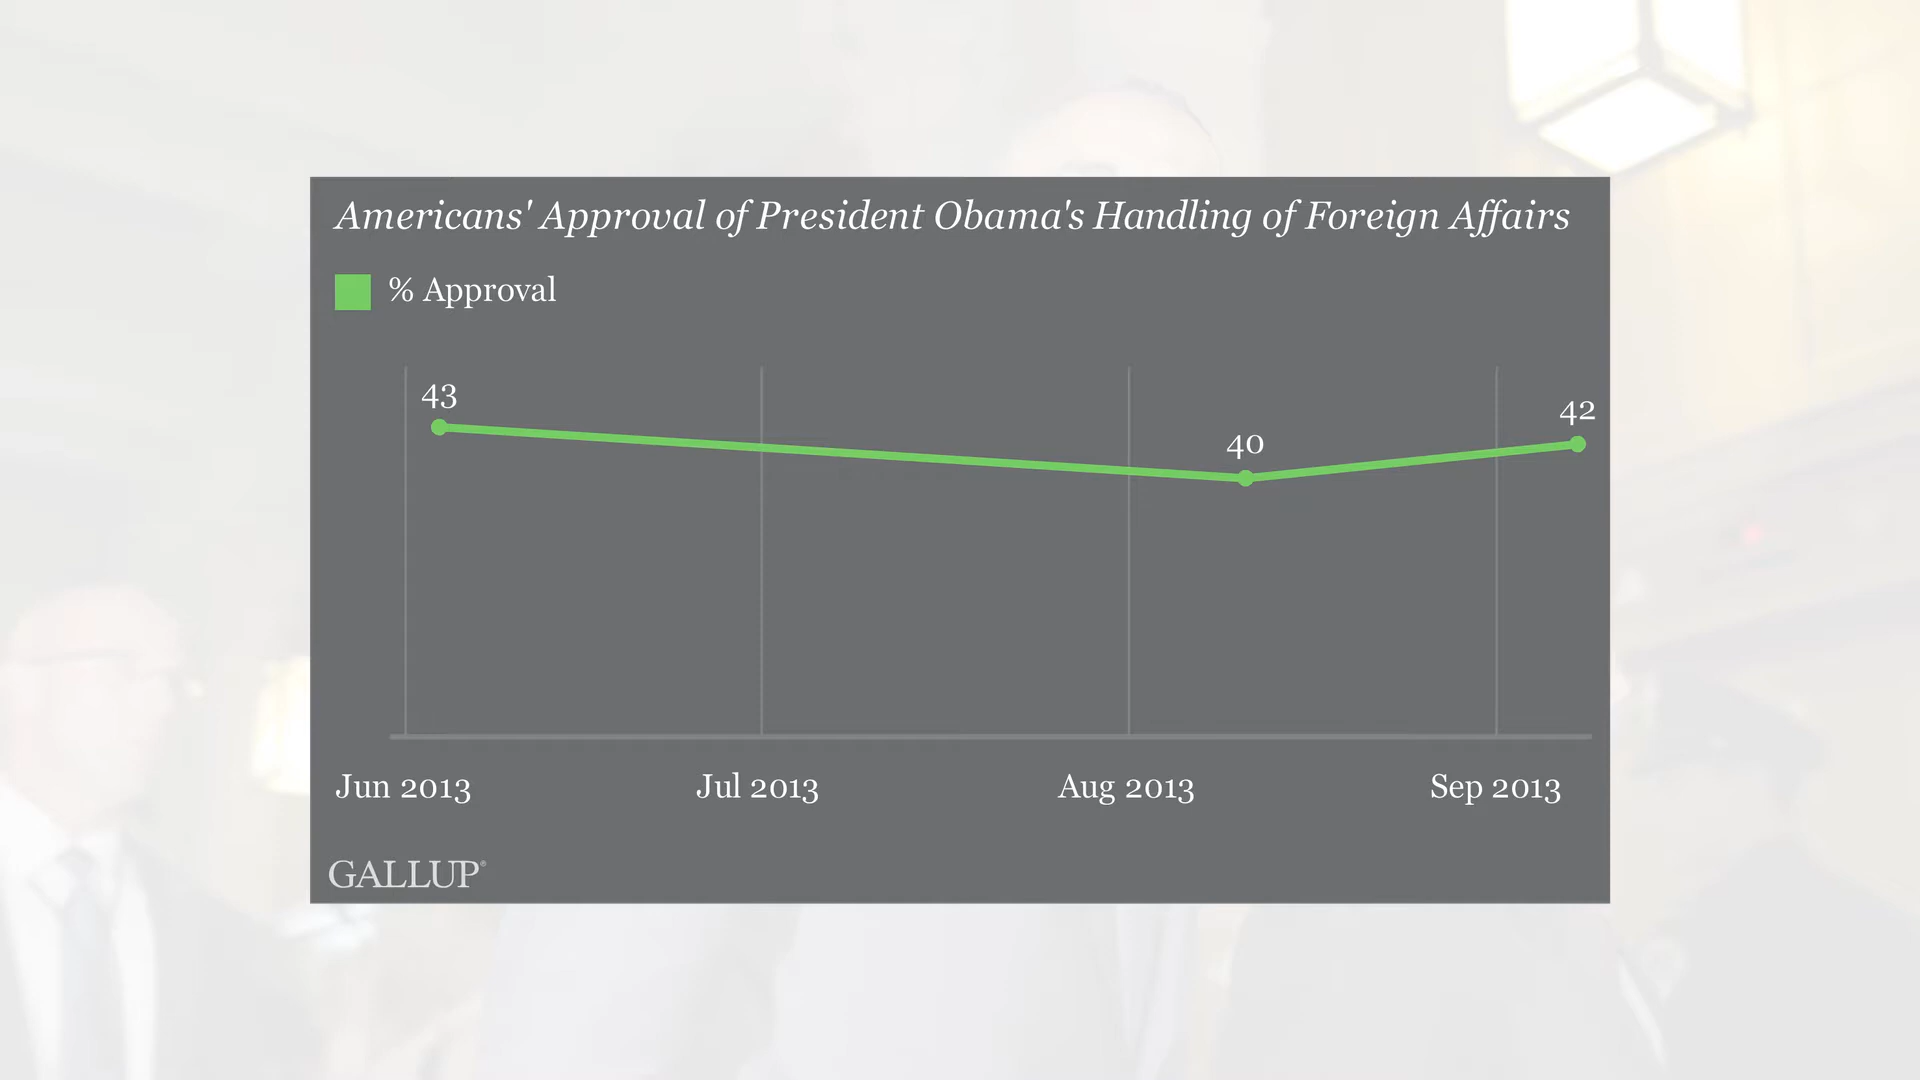 Americans' Approval of President Obama's Handling of Foreign Affairs
% Approval
43
40
42
Jun 2013 Jul 2013 Aug 2013 Sep 2013
GALLUP®